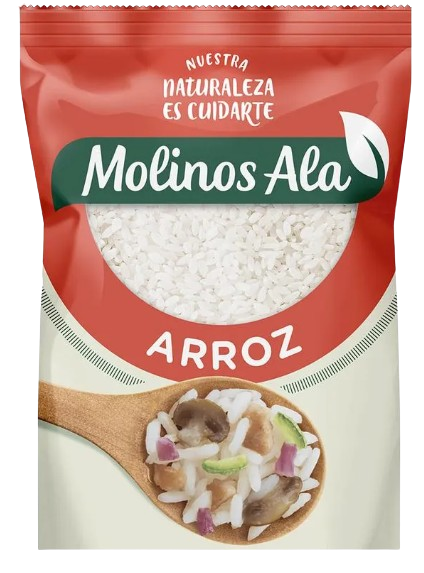 NUESTRA
NATURALEZA
ES CUIDARTE
Molinos Ala
ARROZ